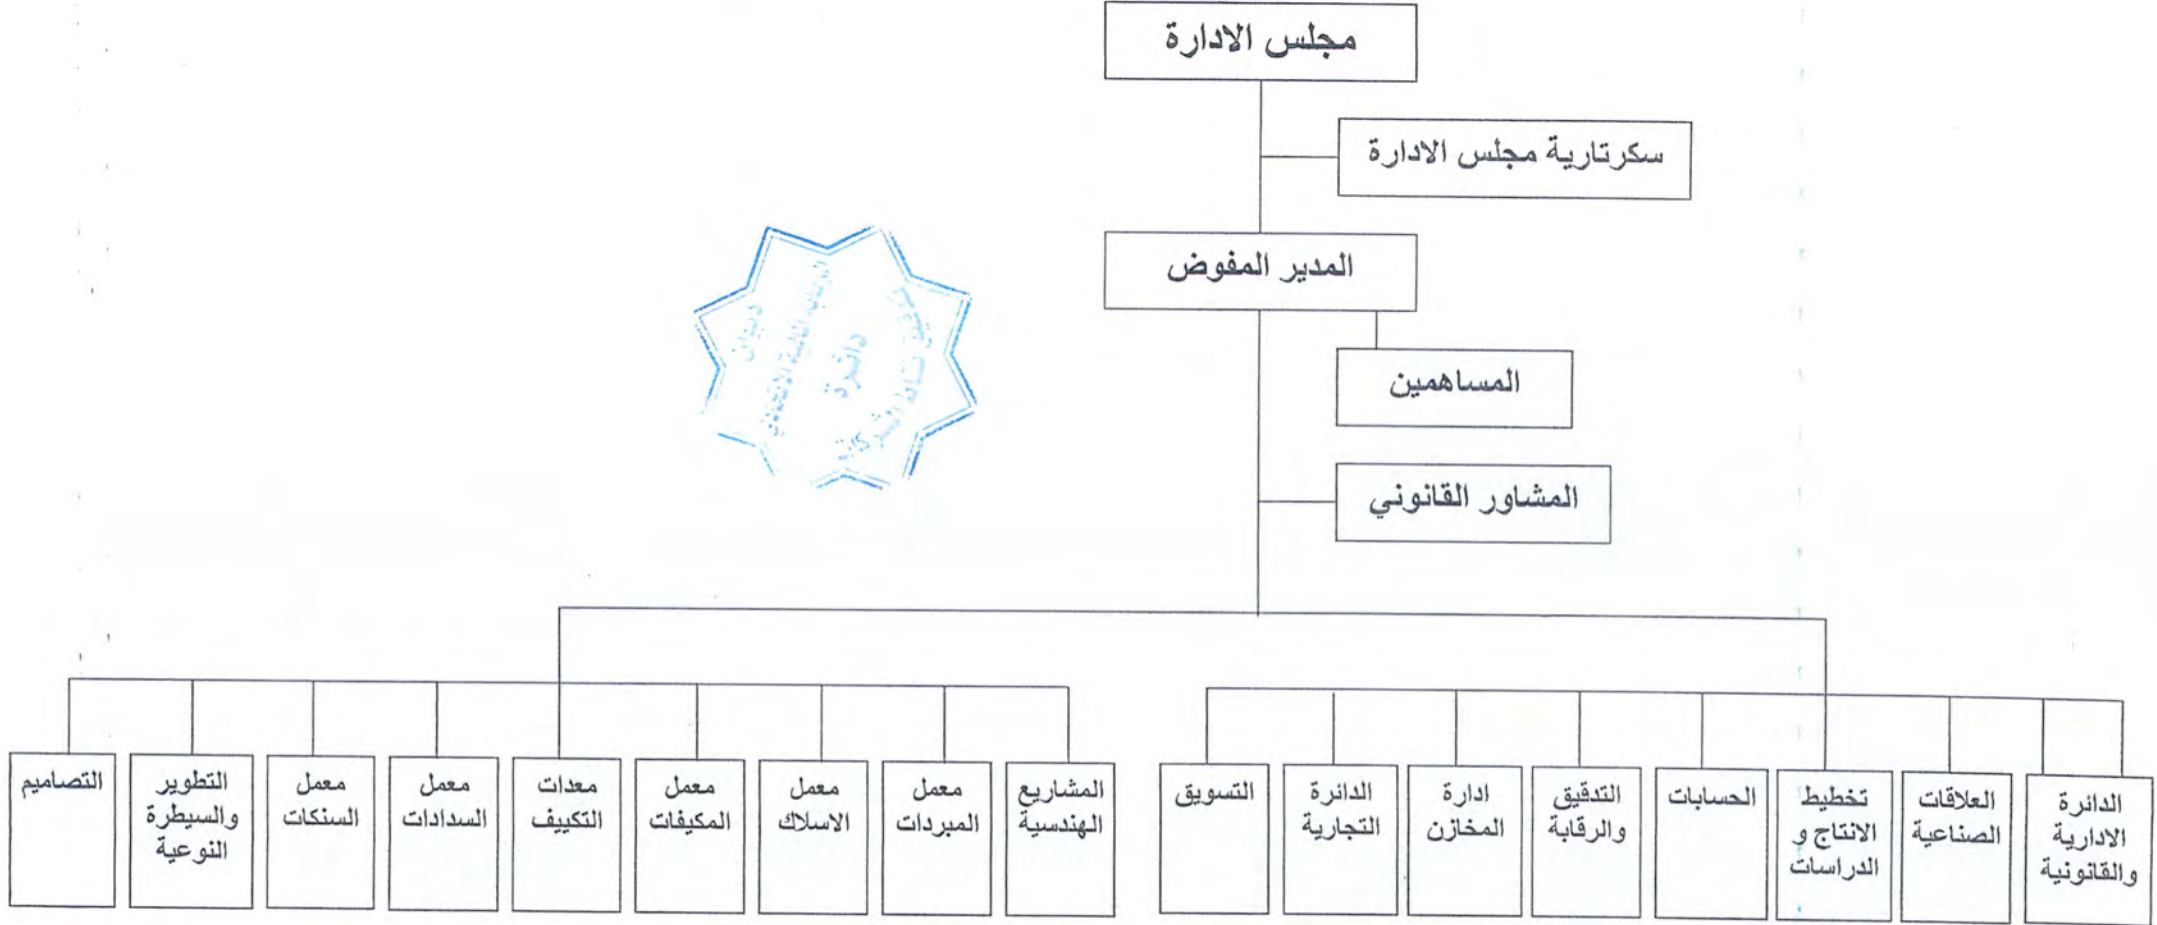 مجلس الادارة
سكرتارية مجلس الادارة
المدير المفوض
المساهمين
المشاور القانوني
الدائرة
الادارية
والقانونية
العلاقات
الصناعية
تخطيط
الانتاج و
الدراسات
الحسابات
التدقيق
والرقابة
ادارة
المخازن
الدائرة
التجارية
التسويق
المشاريع
الهندسية
معمل
المبردات
معمل
الاسلاك
معمل
المكيفات
معدات
التكييف
معمل
السدادات
معمل
السنكات
التطوير
والسيطرة
النوعية
التصاميم
ديوان
دائرة